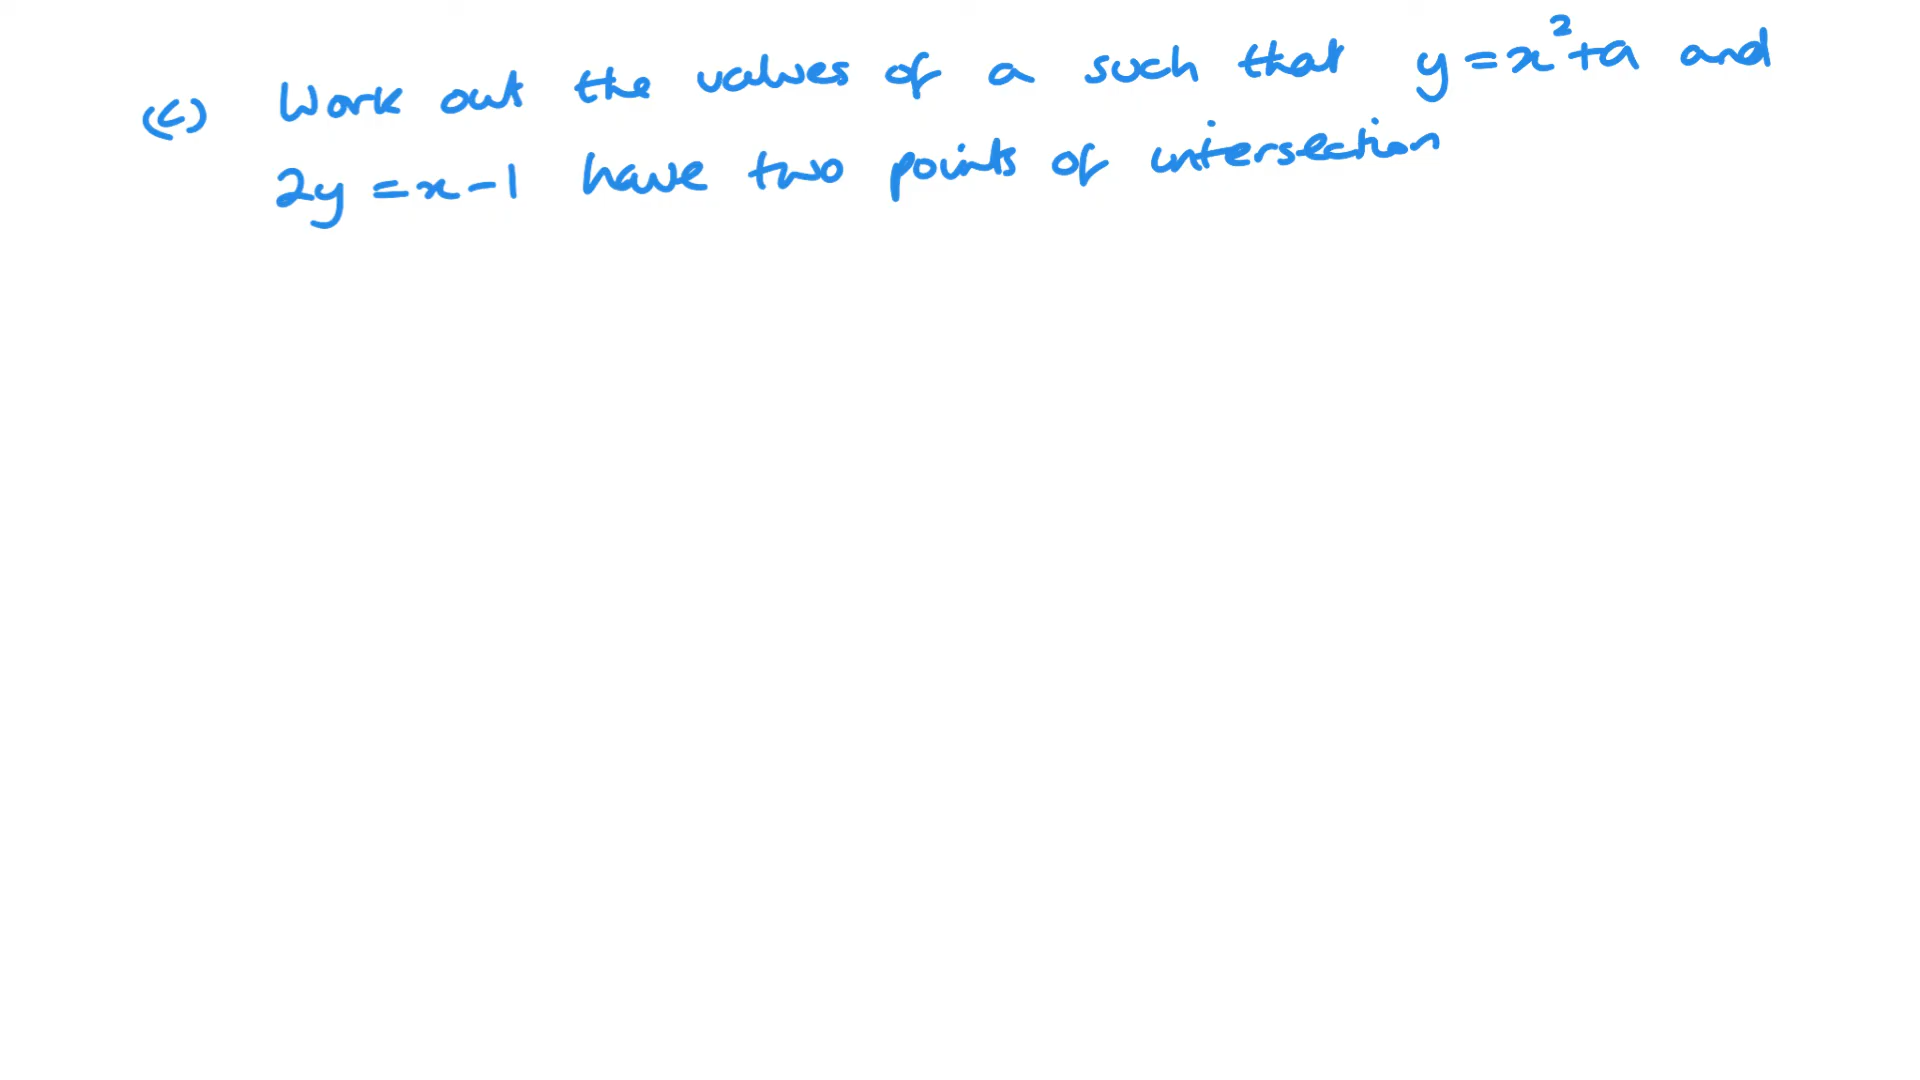 (c) Work out the values of a such that y = x² + a and
2y = x - 1 have two points of intersection